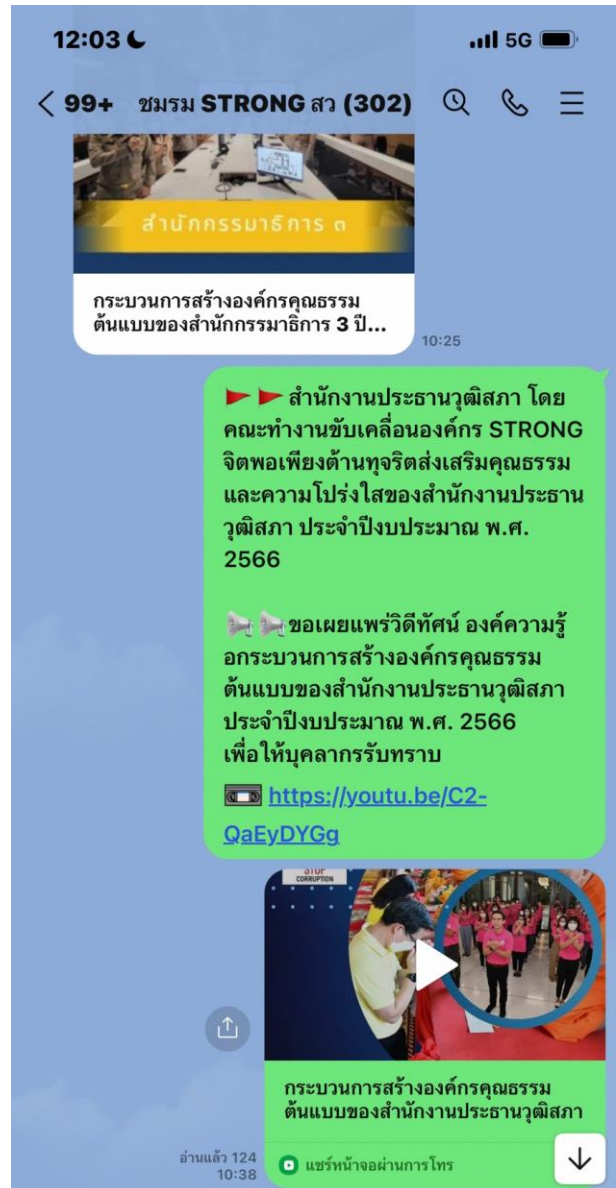 12:03
5G
99+ ชมรม STRONG สว (302)
สำนักกรรมาธิการ ๓
กระบวนการสร้างองค์กรคุณธรรม
ต้นแบบของสำนักกรรมาธิการ 3 ปี...
10:25
🚩🚩 สำนักงานประธานวุฒิสภา โดย
คณะทำงานขับเคลื่อนองค์กร STRONG
จิตพอเพียงต้านทุจริตส่งเสริมคุณธรรม
และความโปร่งใสของสำนักงานประธาน
วุฒิสภา ประจำปีงบประมาณ พ.ศ.
2566
📢📢ขอเผยแพร่วิดีทัศน์ องค์ความรู้
อกระบวนการสร้างองค์กรคุณธรรม
ต้นแบบของสำนักงานประธานวุฒิสภา
ประจำปีงบประมาณ พ.ศ. 2566
เพื่อให้บุคลากรรับทราบ
📼 https://youtu.be/C2-
QaEyDYGg
STOP
CORRUPTION
กระบวนการสร้างองค์กรคุณธรรม
ต้นแบบของสำนักงานประธานวุฒิสภา
แชร์หน้าจอผ่านการโทร
อ่านแล้ว 124
10:38